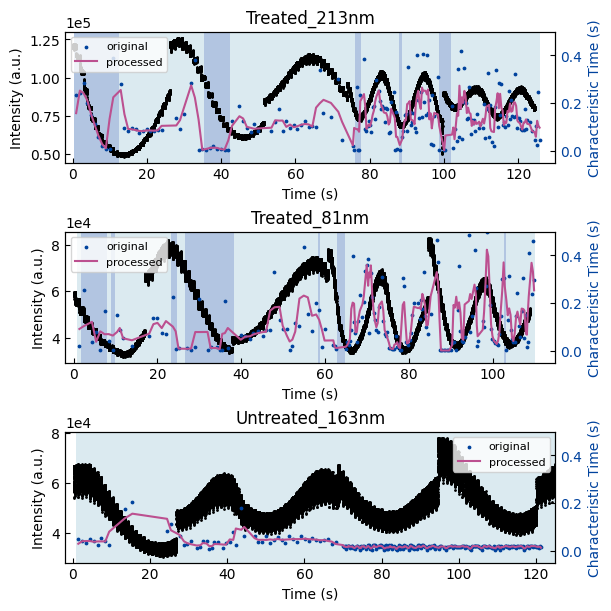 Treated_213nm
1e5
original
processed
1.25
1.00
0.75
0.50
Intensity (a.u.)
0.4
0.2
0.0
Characteristic Time (s)
0 20 40 60 80 100 120
Time (s)
Treated_81nm
1e4
original
processed
8
6
4
Intensity (a.u.)
0.4
0.2
0.0
Characteristic Time (s)
0 20 40 60 80 100
Time (s)
Untreated_163nm
1e4
original
processed
8
6
4
Intensity (a.u.)
0.4
0.2
0.0
Characteristic Time (s)
0 20 40 60 80 100 120
Time (s)